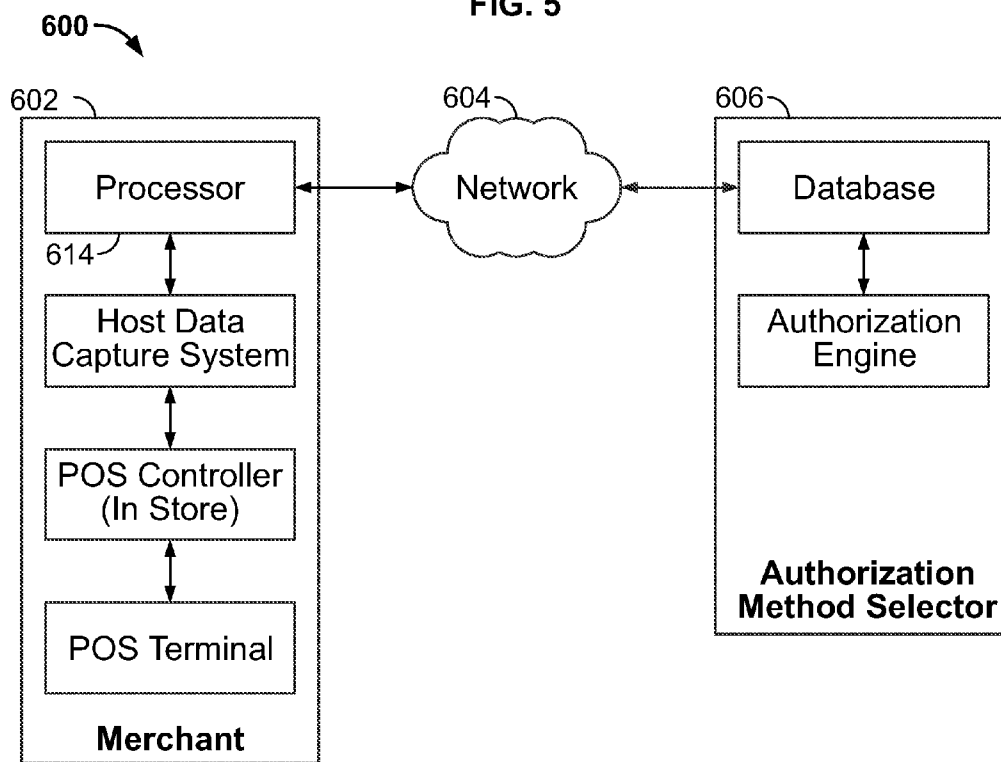 FIG. 5
600
602
604
606
Processor
Network
Database
614
Host Data
Capture System
Authorization
Engine
POS Controller
(In Store)
Authorization
Method Selector
POS Terminal
Merchant